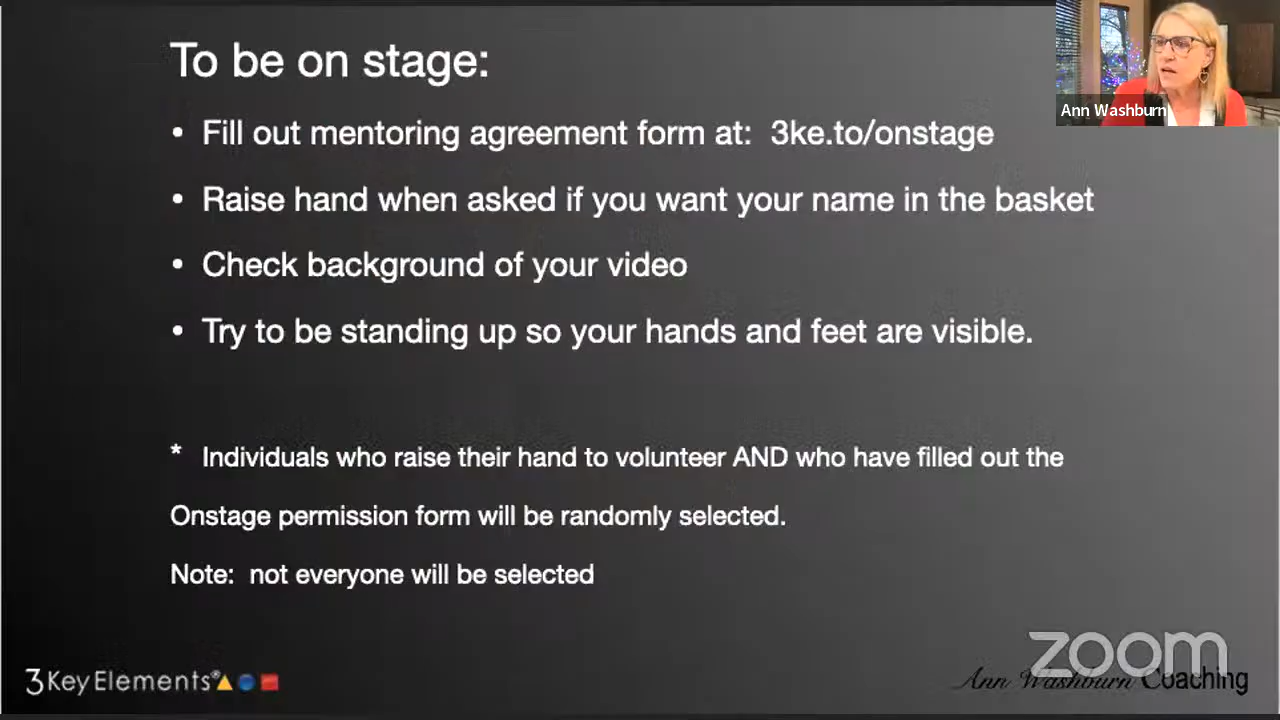 To be on stage:
• Fill out mentoring agreement form at: 3ke.to/onstage
• Raise hand when asked if you want your name in the basket
• Check background of your video
• Try to be standing up so your hands and feet are visible.
* Individuals who raise their hand to volunteer AND who have filled out the
Onstage permission form will be randomly selected.
Note: not everyone will be selected
Ann Washburn
3 Key Elements®
zoom
Ann Washburn Coaching